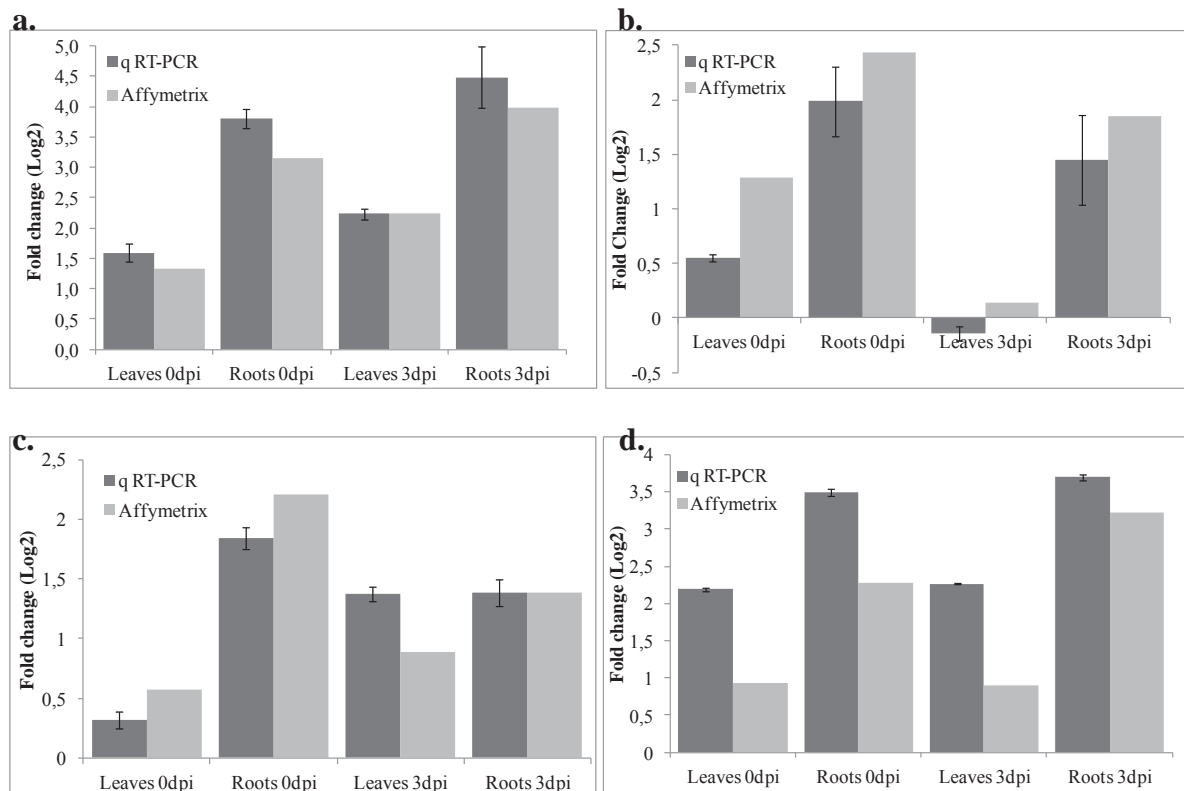 a.
Fold change (Log2)
5,0
4,5
4,0
3,5
3,0
2,5
2,0
1,5
1,0
0,5
0,0
q RT-PCR
Affymetrix
Leaves 0dpi Roots 0dpi Leaves 3dpi Roots 3dpi
b.
Fold Change (Log2)
2,5
2
1,5
1
0,5
0
-0,5
q RT-PCR
Affymetrix
Leaves 0dpi Roots 0dpi Leaves 3dpi Roots 3dpi
c.
Fold change (Log2)
2,5
2
1,5
1
0,5
0
q RT-PCR
Affymetrix
Leaves 0dpi Roots 0dpi Leaves 3dpi Roots 3dpi
d.
Fold change (Log2)
4
3,5
3
2,5
2
1,5
1
0,5
0
q RT-PCR
Affymetrix
Leaves 0dpi Roots 0dpi Leaves 3dpi Roots 3dpi